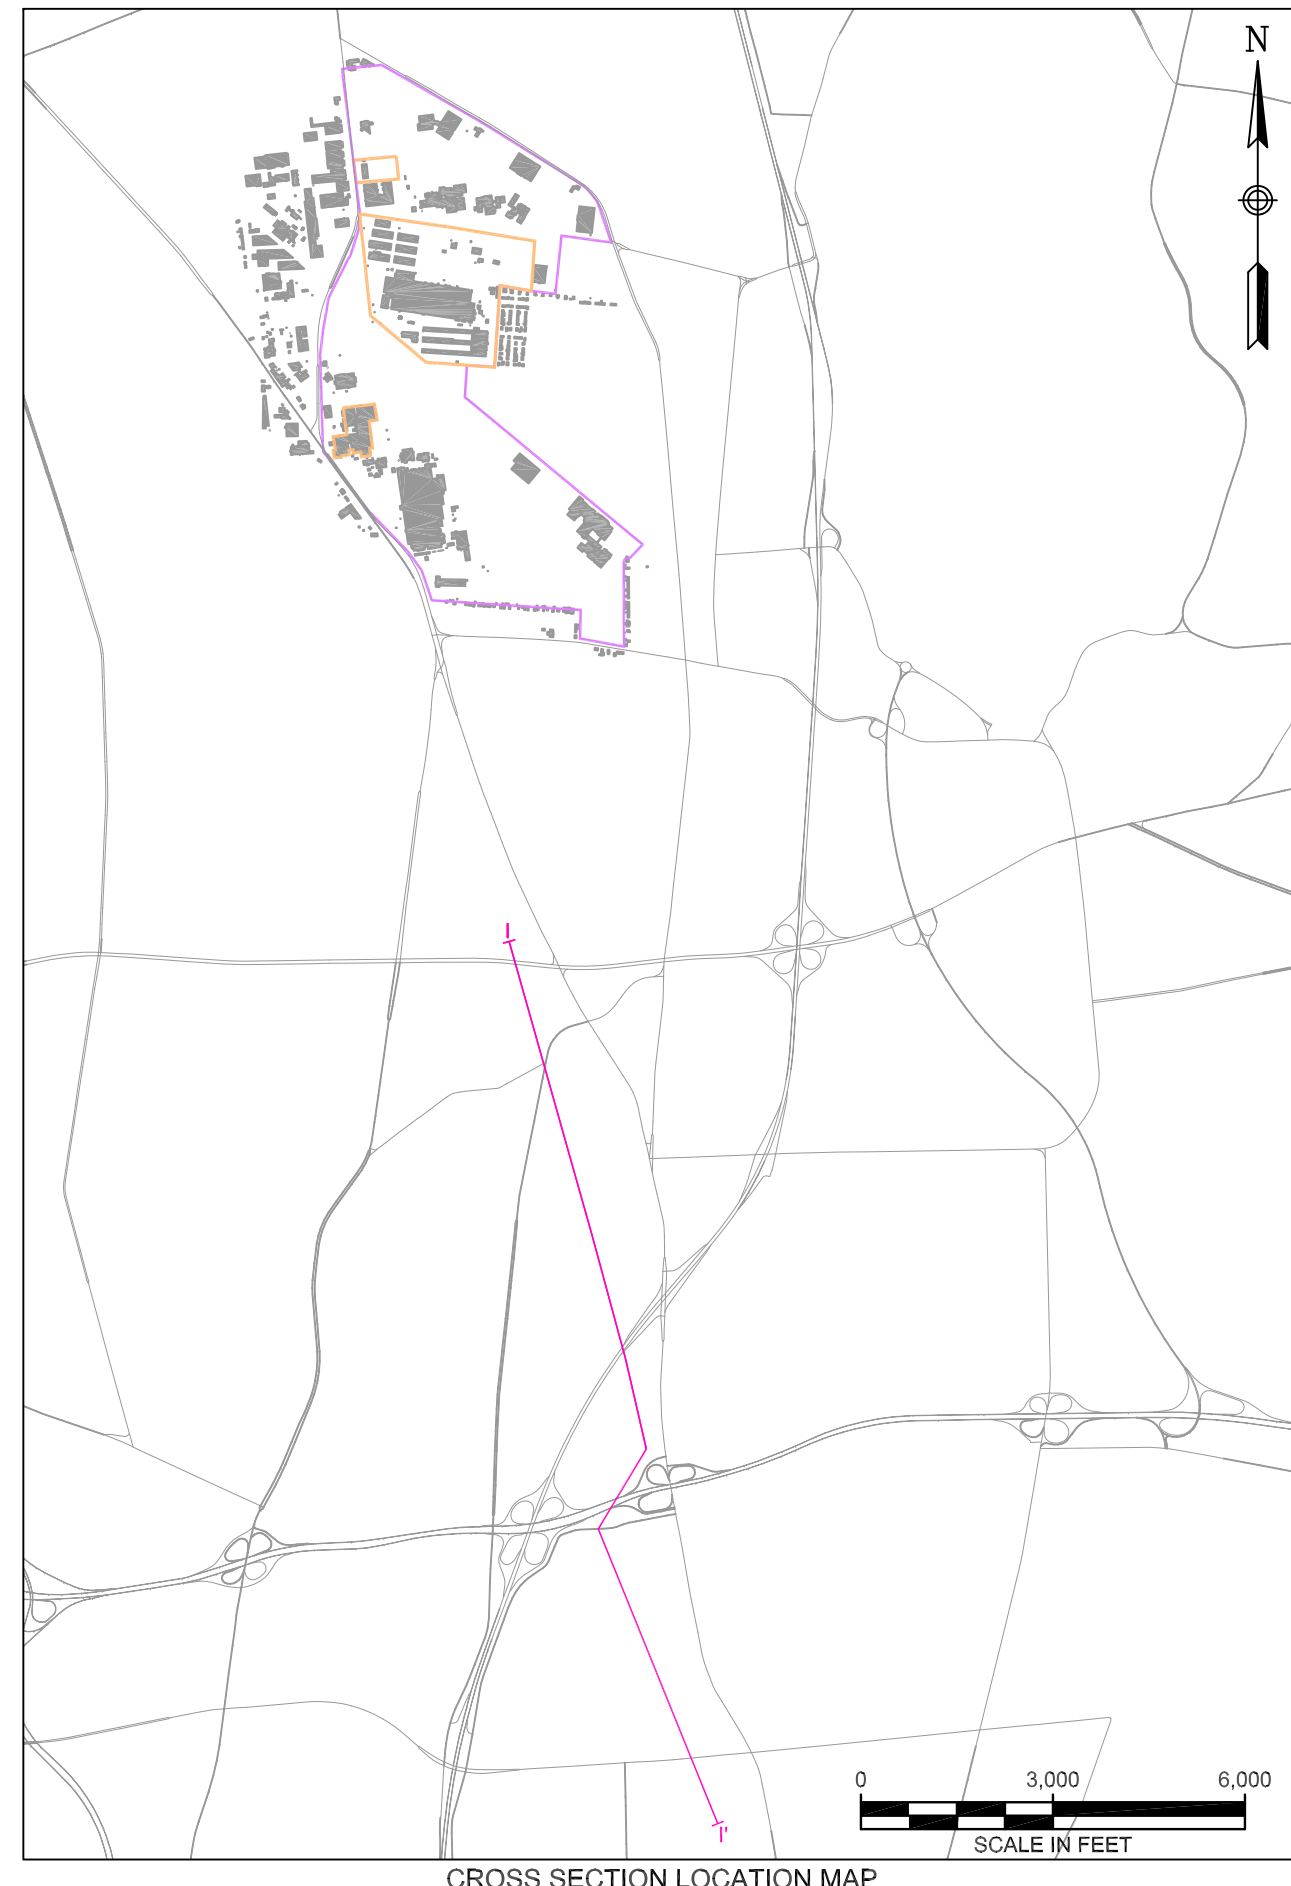 N
I
I'
0 3,000 6,000
SCALE IN FEET
CROSS SECTION LOCATION MAP